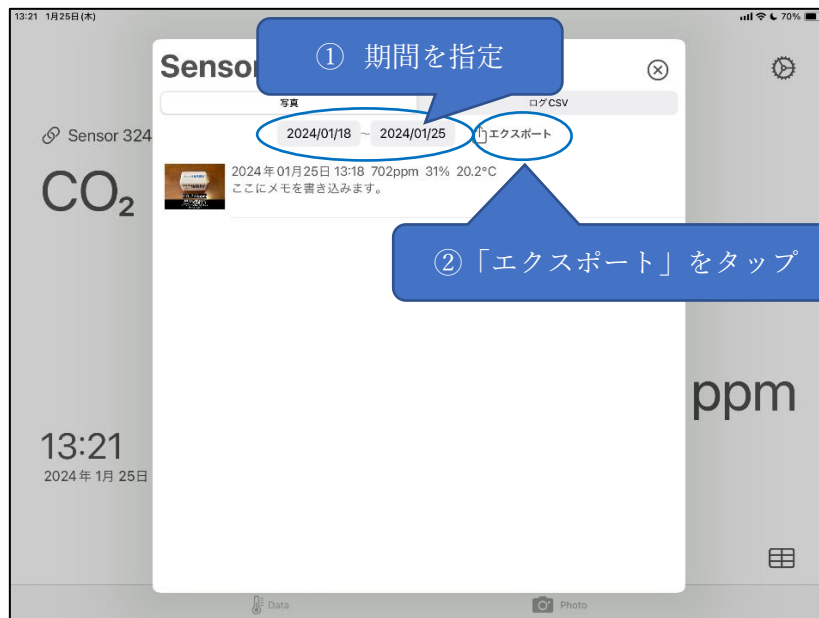 13:21 1月25日(木)
70%
Sensor
① 期間を指定
写真
ログCSV
2024/01/18 ~ 2024/01/25
エクスポート
Sensor 324
CO₂
2024年01月25日 13:18 702ppm 31% 20.2°C
ここにメモを書き込みます。
②「エクスポート」をタップ
ppm
13:21
2024年 1月 25日
Data
Photo